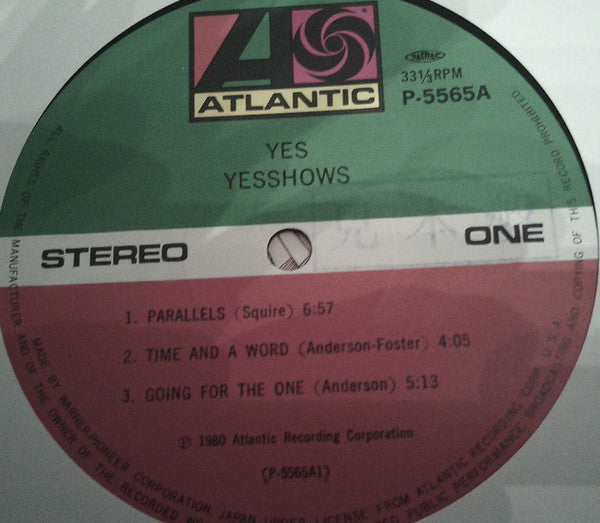 JASRAC
33⅓RPM
P-5565A
ATLANTIC
YES
YESSHOWS
STEREO
ONE
1. PARALLELS (Squire) 6:57
2. TIME AND A WORD (Anderson-Foster) 4:05
3. GOING FOR THE ONE (Anderson) 5:13
℗ 1980 Atlantic Recording Corporation
(P-5565A1)
ALL RIGHTS OF THE MANUFACTURER AND OF THE OWNER OF THE RECORDED
PUBLIC PERFORMANCE, BROADCASTING AND COPYING OF THIS RECORD PROHIBITED
MADE BY WARNER-PIONEER CORPORATION, JAPAN UNDER LICENSE FROM ATLANTIC RECORDING CORP., U.S.A.